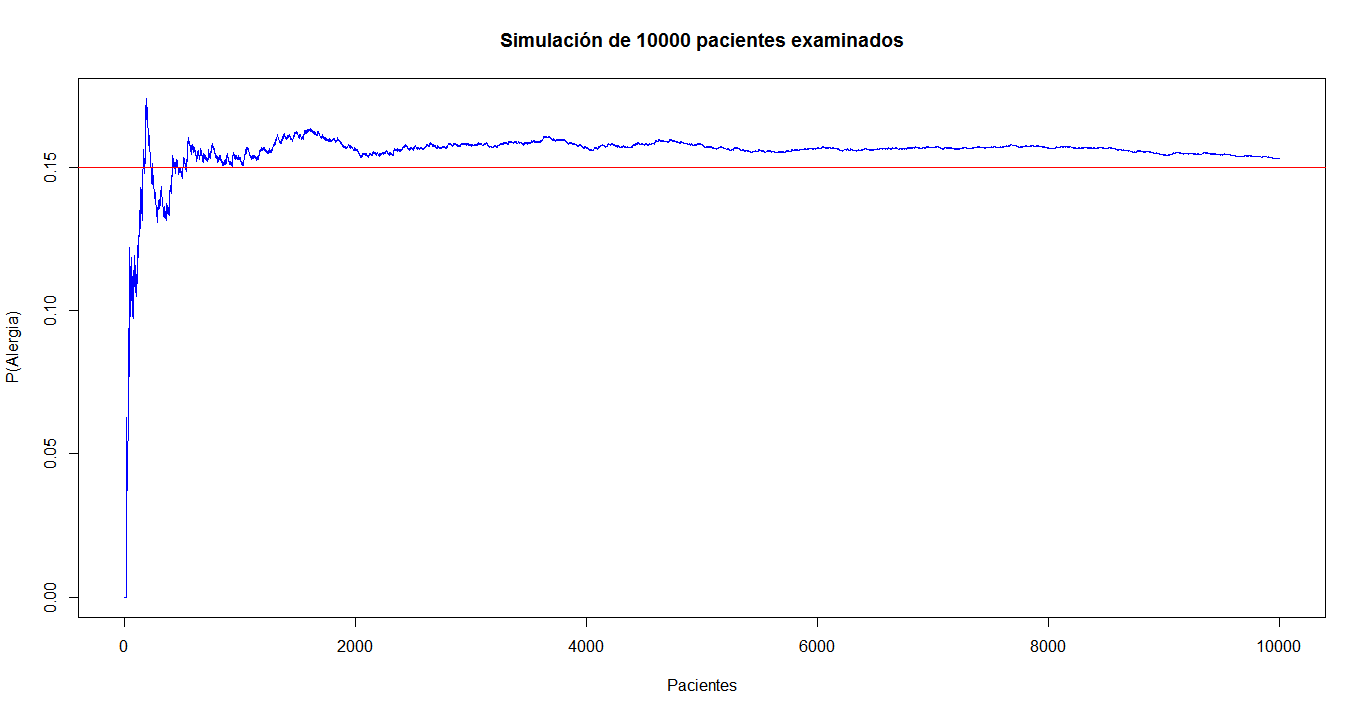 Simulación de 10000 pacientes examinados
P(Alergia)
0.15
0.10
0.05
0.00
0 2000 4000 6000 8000 10000
Pacientes